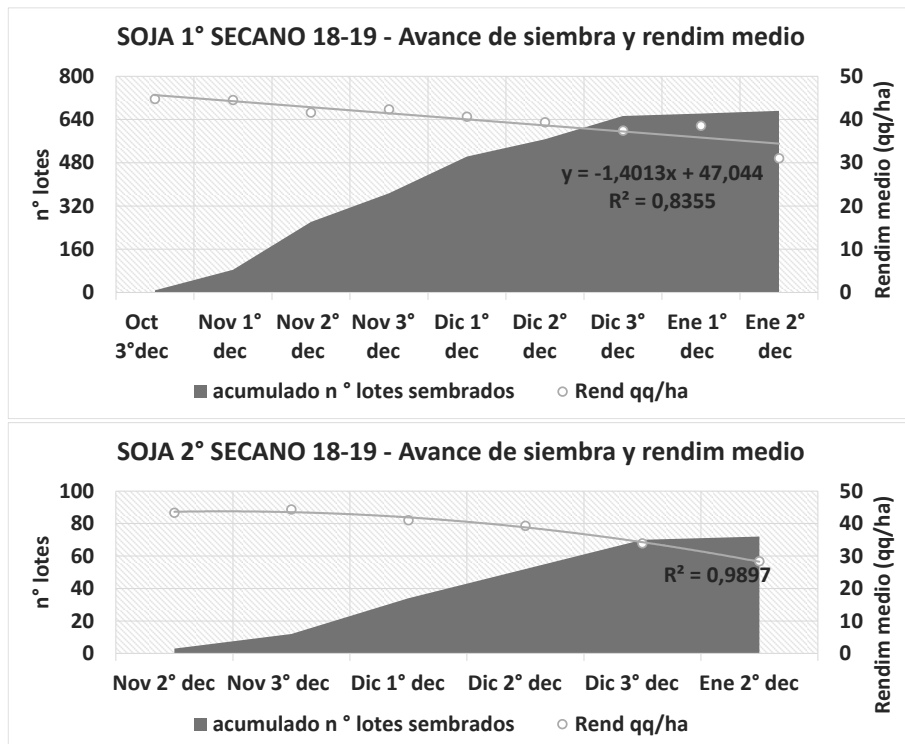 SOJA 1° SECANO 18-19 - Avance de siembra y rendim medio
800
640
480
320
160
0
n° lotes
50
40
30
20
10
0
Rendim medio (qq/ha)
y = -1,4013x + 47,044
R² = 0,8355
Oct 3°dec
Nov 1° dec
Nov 2° dec
Nov 3° dec
Dic 1° dec
Dic 2° dec
Dic 3° dec
Ene 1° dec
Ene 2° dec
acumulado n ° lotes sembrados
Rend qq/ha
SOJA 2° SECANO 18-19 - Avance de siembra y rendim medio
100
80
60
40
20
0
n° lotes
50
40
30
20
10
0
Rendim medio (qq/ha)
R² = 0,9897
Nov 2° dec
Nov 3° dec
Dic 1° dec
Dic 2° dec
Dic 3° dec
Ene 2° dec
acumulado n ° lotes sembrados
Rend qq/ha